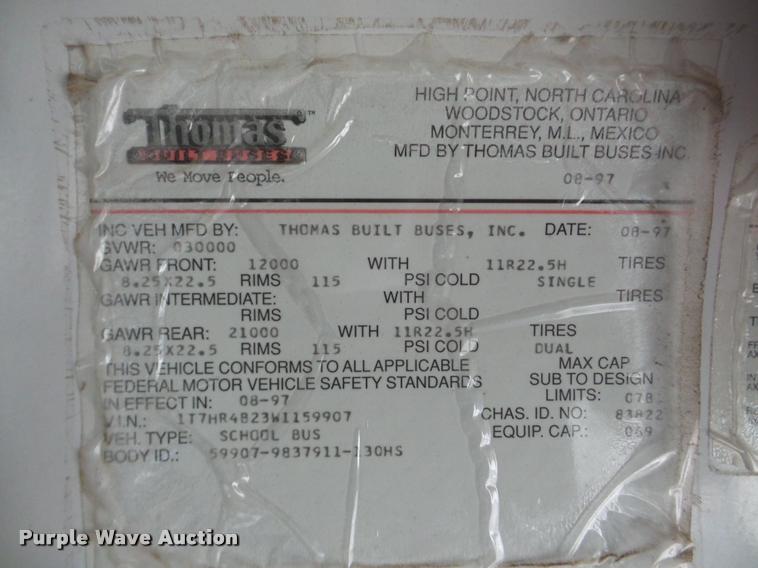 Thomas™
BUILT BUSES
We Move People.
HIGH POINT, NORTH CAROLINA
WOODSTOCK, ONTARIO
MONTERREY, M.L., MEXICO
MFD BY THOMAS BUILT BUSES INC.
08-97
INC VEH MFD BY: THOMAS BUILT BUSES, INC. DATE: 08-97
GVWR: 030000
GAWR FRONT: 12000 WITH 11R22.5H TIRES
8.25X22.5 RIMS 115 PSI COLD SINGLE
GAWR INTERMEDIATE: WITH TIRES
RIMS PSI COLD
GAWR REAR: 21000 WITH 11R22.5H TIRES
8.25X22.5 RIMS 115 PSI COLD DUAL
THIS VEHICLE CONFORMS TO ALL APPLICABLE MAX CAP
FEDERAL MOTOR VEHICLE SAFETY STANDARDS SUB TO DESIGN
IN EFFECT IN: 08-97 LIMITS: 078
V.I.N.: 1T7HR4B23W1159907 CHAS. ID. NO: 83822
VEH. TYPE: SCHOOL BUS EQUIP. CAP.: 069
BODY ID.: 59907-9837911-130HS
Purple Wave Auction